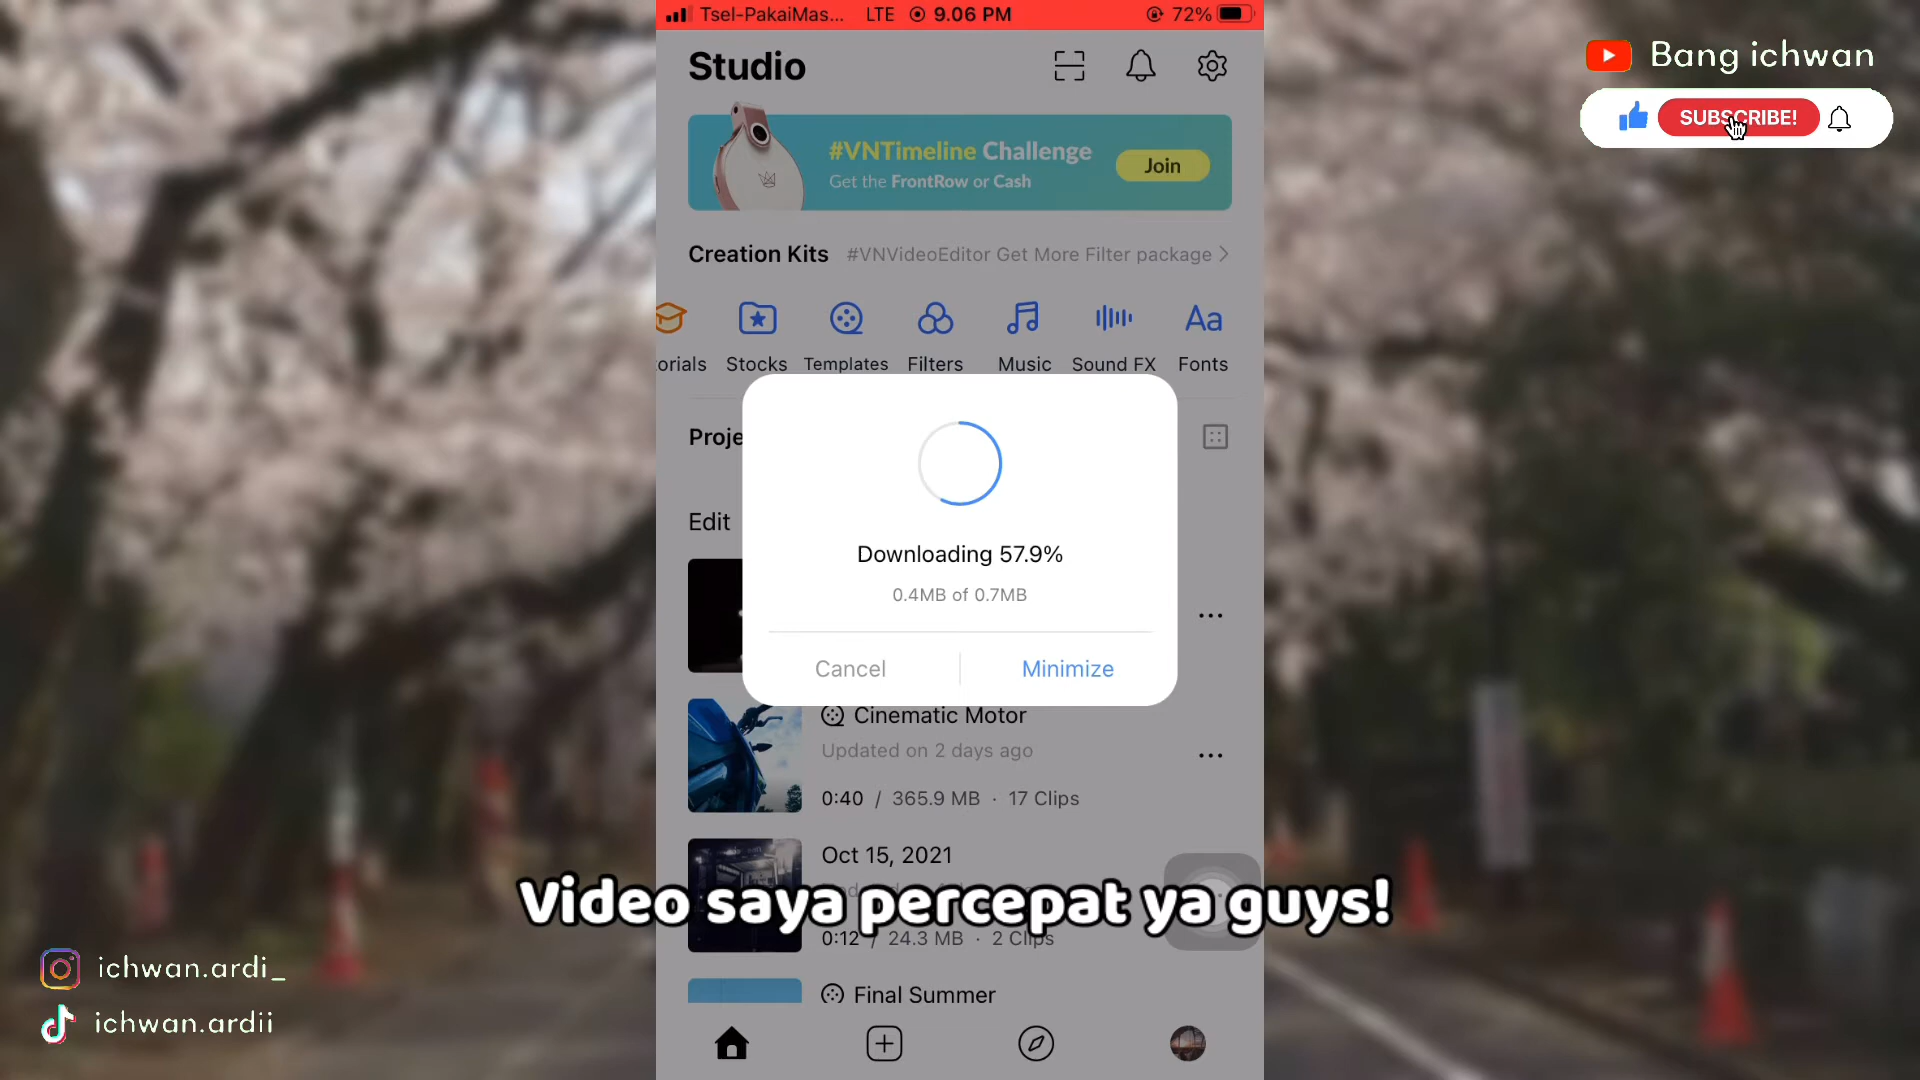 Tsel-PakaiMas... LTE 9.06 PM 72%
Bang ichwan
SUBSCRIBE!
Studio
#VNTimeline Challenge
Get the FrontRow or Cash
Join
Creation Kits #VNVideoEditor Get More Filter package
orials Stocks Templates Filters Music Sound FX Fonts
Aa
Proje
Edit
Downloading 57.9%
0.4MB of 0.7MB
Cancel Minimize
Cinematic Motor
Updated on 2 days ago
0:40 / 365.9 MB · 17 Clips
Oct 15, 2021
Video saya percepat ya guys!
0:12 / 24.3 MB · 2 Clips
Final Summer
ichwan.ardi_
ichwan.ardii